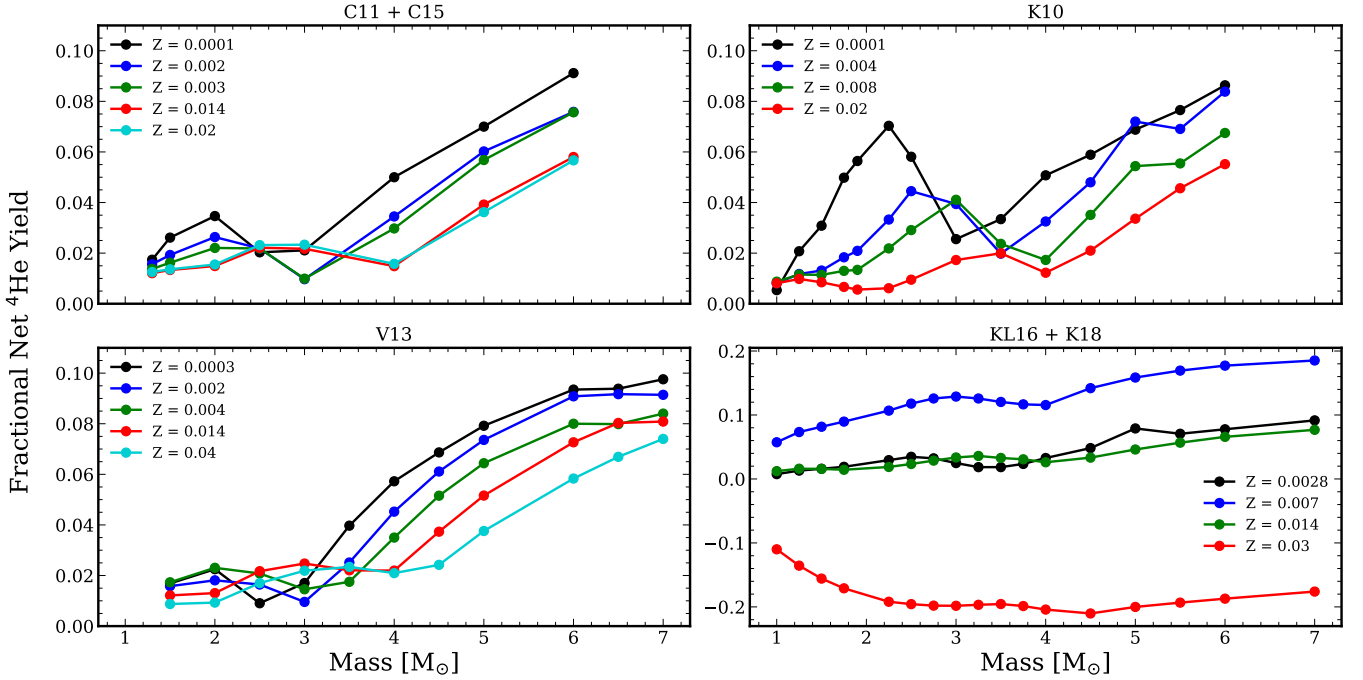 C11 + C15
K10
0.10
0.08
0.06
0.04
0.02
0.00
Z = 0.0001
Z = 0.002
Z = 0.003
Z = 0.014
Z = 0.02
0.10
0.08
0.06
0.04
0.02
0.00
Z = 0.0001
Z = 0.004
Z = 0.008
Z = 0.02
Fractional Net ⁴He Yield
V13
KL16 + K18
0.10
0.08
0.06
0.04
0.02
0.00
Z = 0.0003
Z = 0.002
Z = 0.004
Z = 0.014
Z = 0.04
0.2
0.1
0.0
−0.1
−0.2
Z = 0.0028
Z = 0.007
Z = 0.014
Z = 0.03
1 2 3 4 5 6 7
1 2 3 4 5 6 7
Mass [M⊙]
Mass [M⊙]